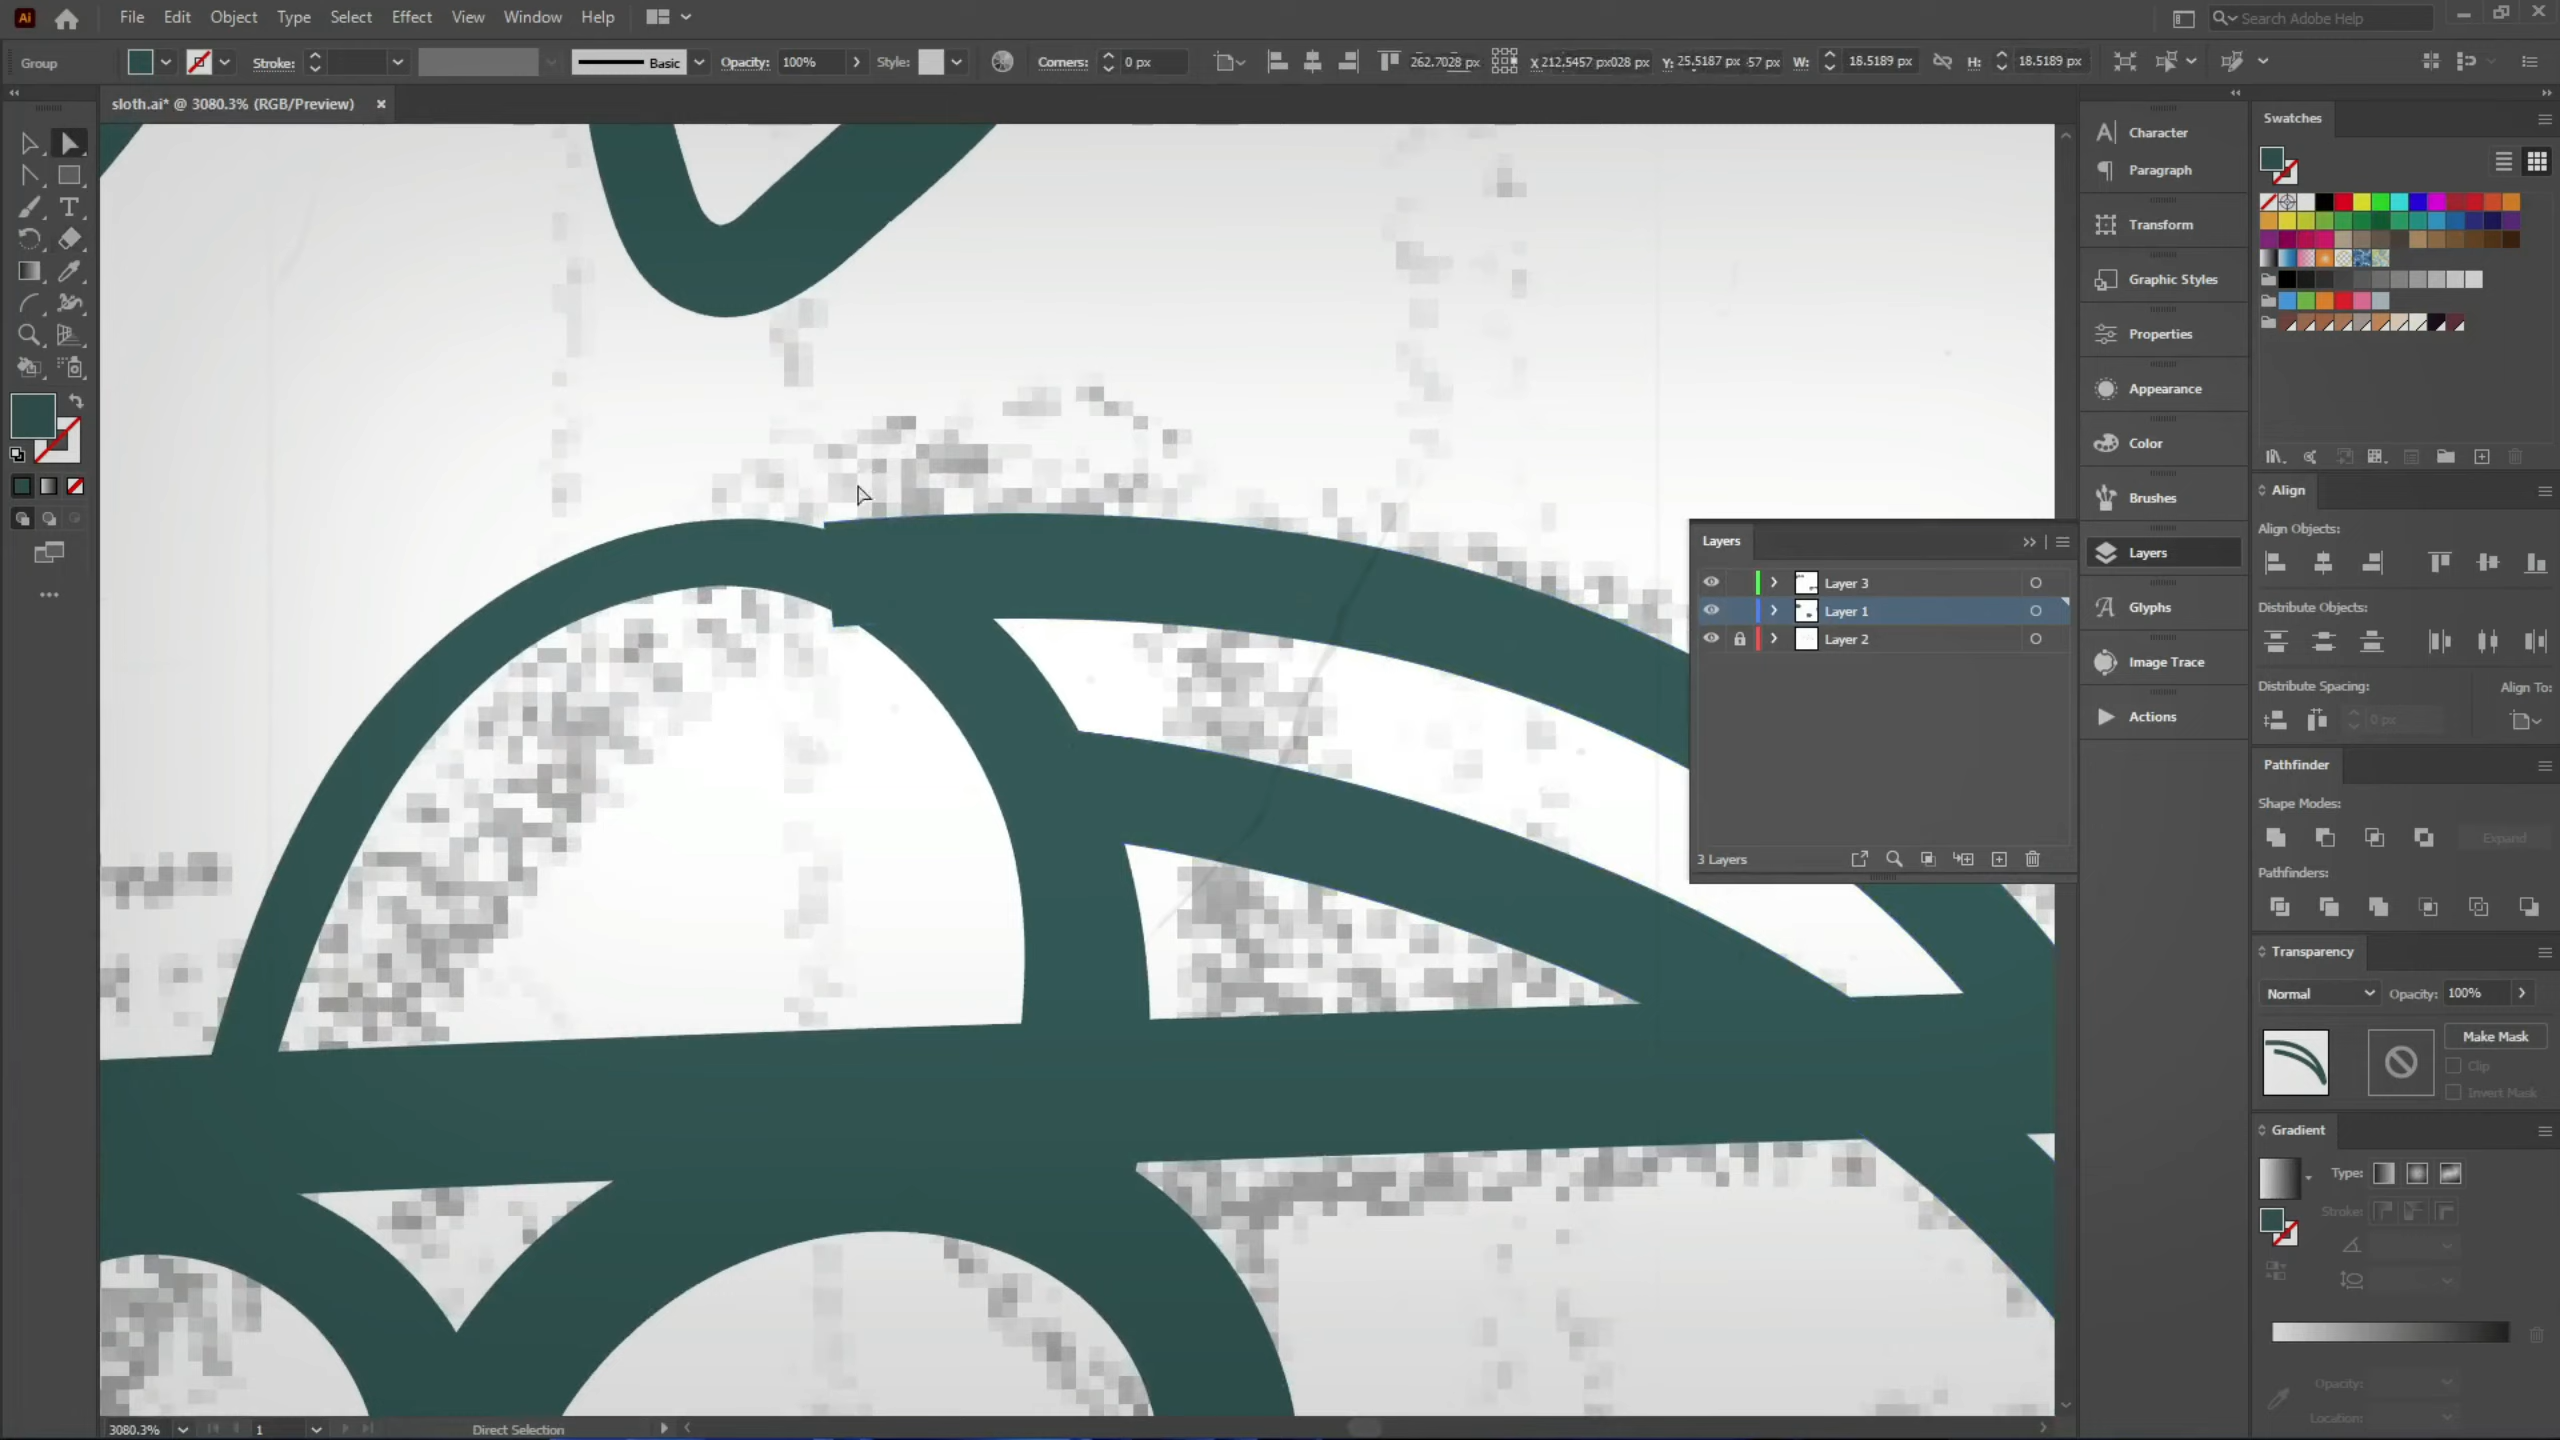 Ai File Edit Object Type Select Effect View Window Help Search Adobe Help
Group Stroke: Basic Opacity: 100% Style: Corners: 0 px 262.7028 px X 212.5457 px028 px Y: 25.5187 px ·57 px W: 18.5189 px H: 18.5189 px
sloth.ai* @ 3080.3% (RGB/Preview)
Character
Paragraph
Transform
Graphic Styles
Properties
Appearance
Color
Brushes
Layers
Glyphs
Image Trace
Actions
Layers
Layer 3
Layer 1
Layer 2
3 Layers
Swatches
Align
Align Objects:
Distribute Objects:
Distribute Spacing: Align To:
0 px
Pathfinder
Shape Modes:
Expand
Pathfinders:
Transparency
Normal Opacity: 100%
Make Mask
Clip
Invert Mask
Gradient
Type:
Stroke:
Opacity:
Location:
3080.3% 1 Direct Selection